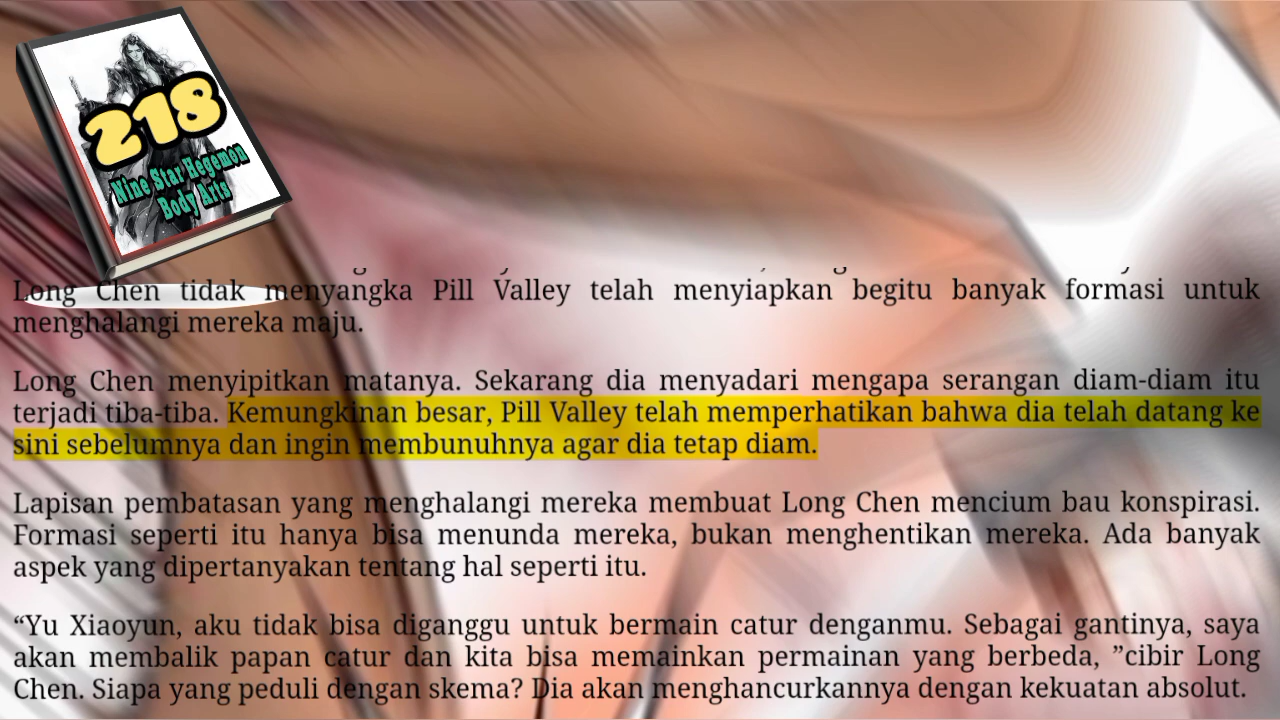 218
Nine Star Hegemon
Body Arts
Long Chen tidak menyangka Pill Valley telah menyiapkan begitu banyak formasi untuk
menghalangi mereka maju.
Long Chen menyipitkan matanya. Sekarang dia menyadari mengapa serangan diam-diam itu
terjadi tiba-tiba. Kemungkinan besar, Pill Valley telah memperhatikan bahwa dia telah datang ke
sini sebelumnya dan ingin membunuhnya agar dia tetap diam.
Lapisan pembatasan yang menghalangi mereka membuat Long Chen mencium bau konspirasi.
Formasi seperti itu hanya bisa menunda mereka, bukan menghentikan mereka. Ada banyak
aspek yang dipertanyakan tentang hal seperti itu.
“Yu Xiaoyun, aku tidak bisa diganggu untuk bermain catur denganmu. Sebagai gantinya, saya
akan membalik papan catur dan kita bisa memainkan permainan yang berbeda, ”cibir Long
Chen. Siapa yang peduli dengan skema? Dia akan menghancurkannya dengan kekuatan absolut.